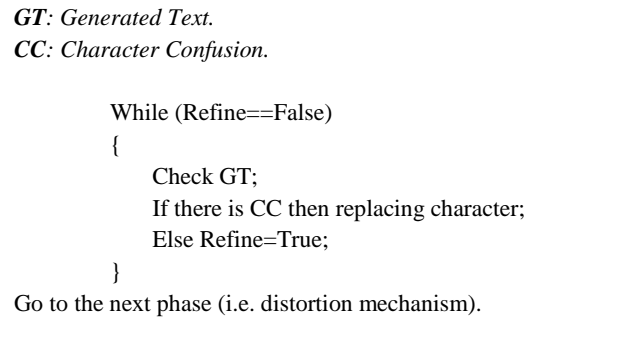 GT: Generated Text.
CC: Character Confusion.
While (Refine==False)
{
Check GT;
If there is CC then replacing character;
Else Refine=True;
}
Go to the next phase (i.e. distortion mechanism).